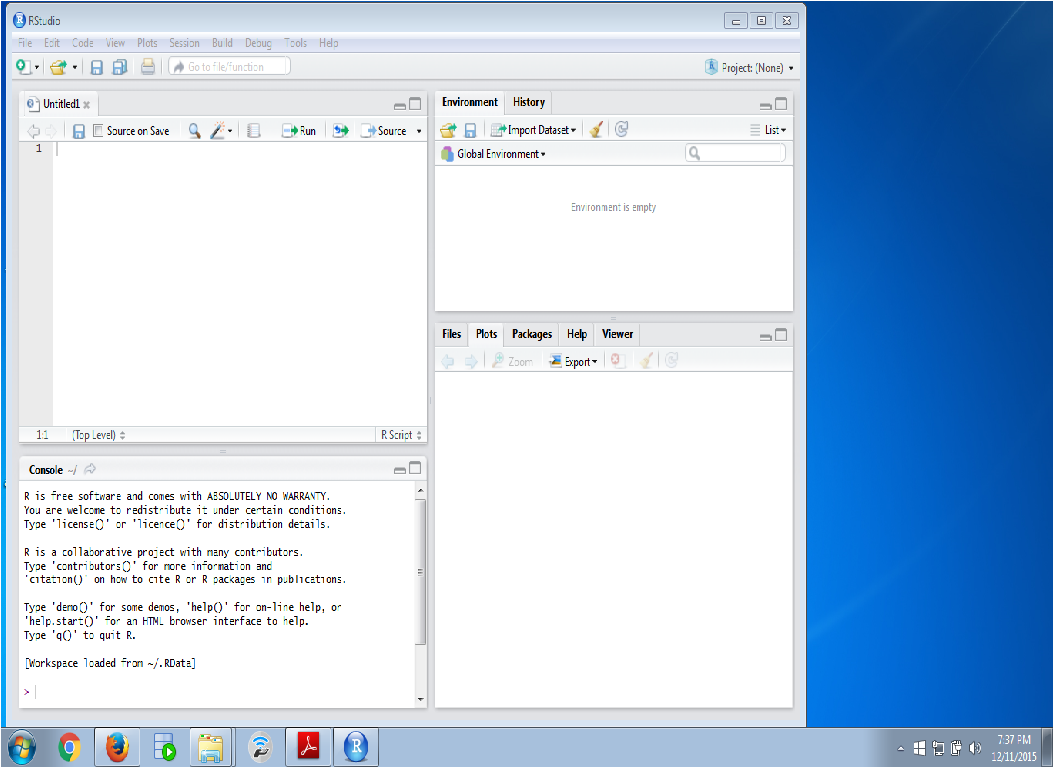 RStudio
File Edit Code View Plots Session Build Debug Tools Help
Go to file/function
Project: (None)
Untitled1
Source on Save
Run
Source
1
1:1 (Top Level) R Script
Console ~/
R is free software and comes with ABSOLUTELY NO WARRANTY.
You are welcome to redistribute it under certain conditions.
Type 'license()' or 'licence()' for distribution details.
R is a collaborative project with many contributors.
Type 'contributors()' for more information and
'citation()' on how to cite R or R packages in publications.
Type 'demo()' for some demos, 'help()' for on-line help, or
'help.start()' for an HTML browser interface to help.
Type 'q()' to quit R.
[Workspace loaded from ~/.RData]
>
Environment History
Import Dataset List
Global Environment
Environment is empty
Files Plots Packages Help Viewer
Zoom Export
7:37 PM
12/11/2015